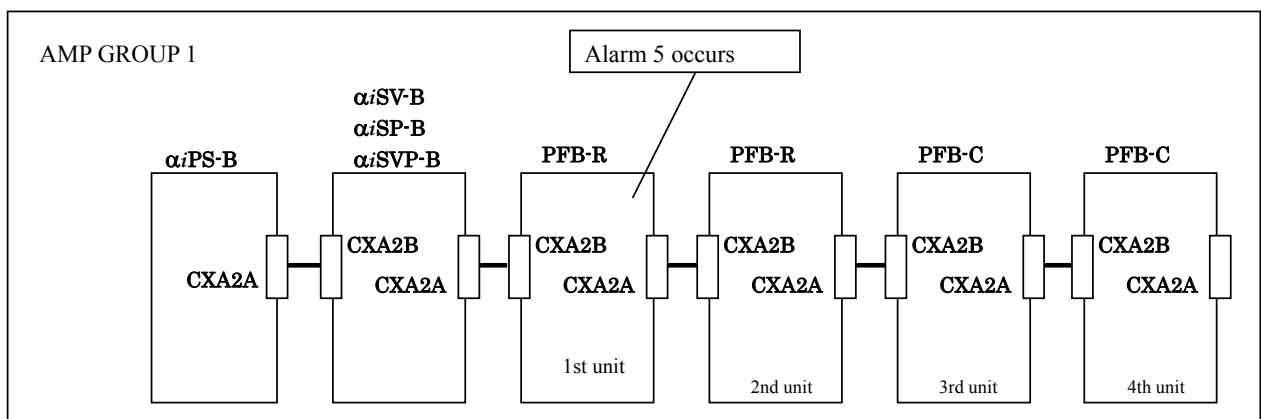 AMP GROUP 1
Alarm 5 occurs
αiSV-B
αiSP-B
αiPS-B αiSVP-B PFB-R PFB-R PFB-C PFB-C
CXA2B CXA2B CXA2B CXA2B CXA2B
CXA2A CXA2A CXA2A CXA2A CXA2A CXA2A
1st unit
2nd unit 3rd unit 4th unit